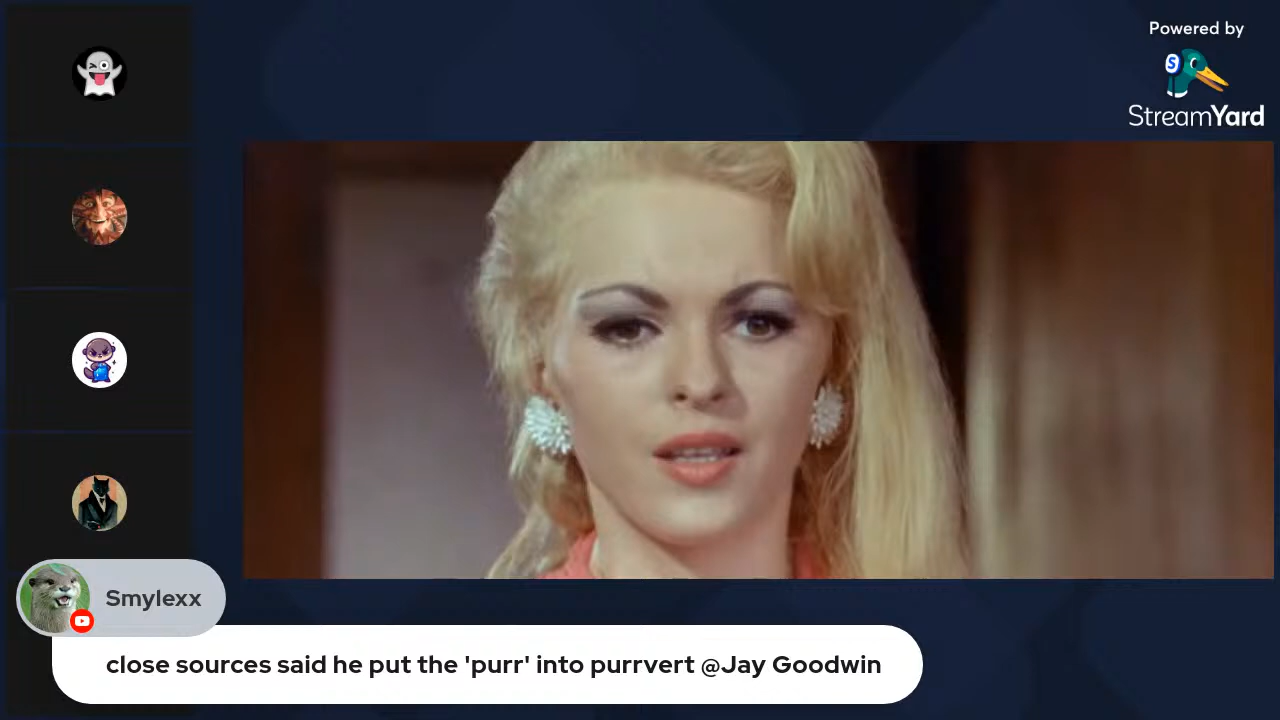 Powered by
StreamYard
Smylexx
close sources said he put the 'purr' into purrvert @Jay Goodwin